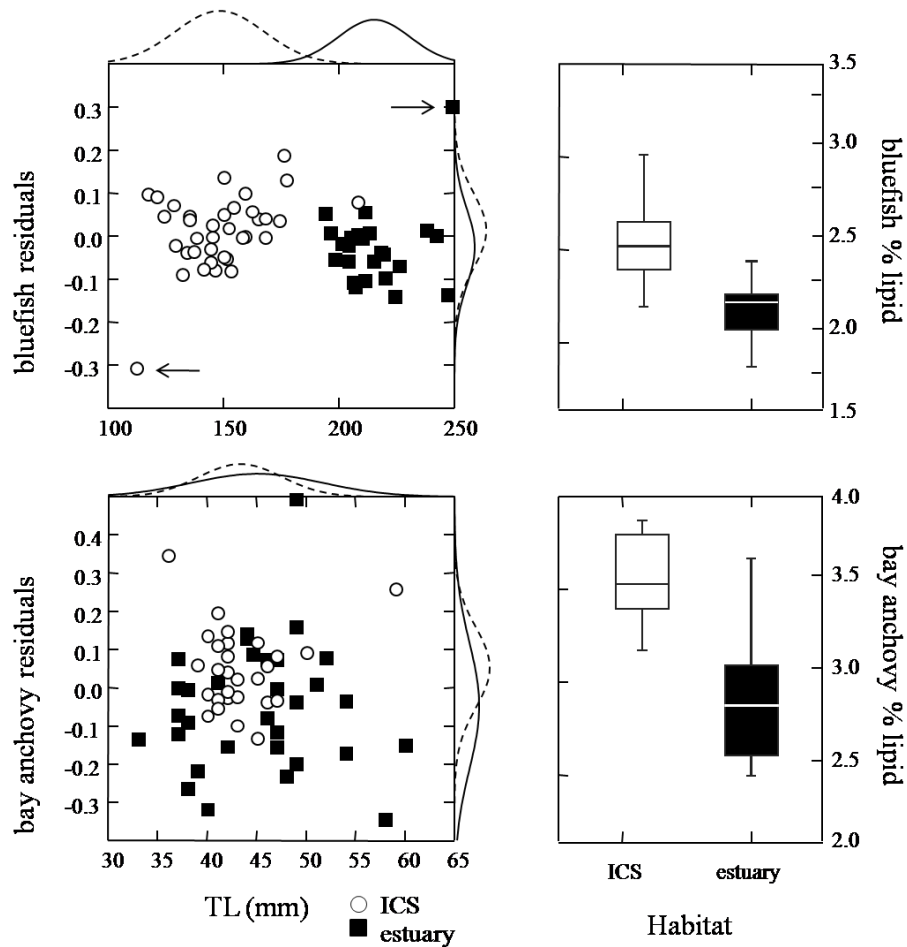 bluefish residuals
0.3
0.2
0.1
0.0
-0.1
-0.2
-0.3
100 150 200 250
3.5
3.0
2.5
2.0
1.5
bluefish % lipid
bay anchovy residuals
0.4
0.3
0.2
0.1
0.0
-0.1
-0.2
-0.3
30 35 40 45 50 55 60 65
TL (mm)
ICS
estuary
4.0
3.5
3.0
2.5
2.0
bay anchovy % lipid
ICS estuary
Habitat